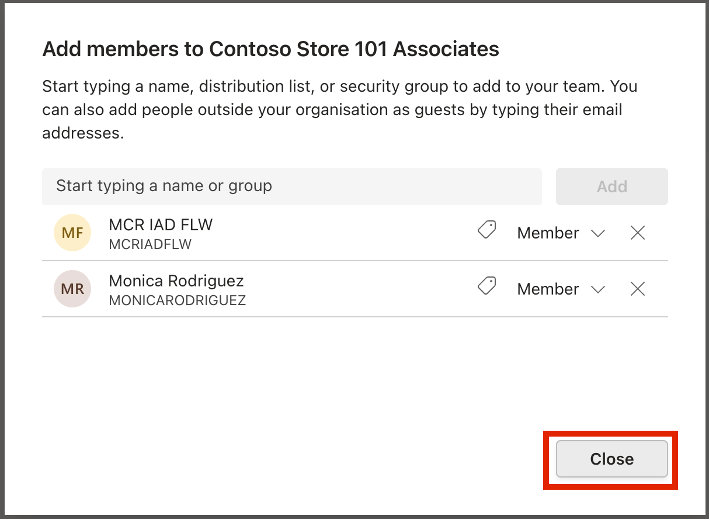 Add members to Contoso Store 101 Associates
Start typing a name, distribution list, or security group to add to your team. You
can also add people outside your organisation as guests by typing their email
addresses.
Start typing a name or group
Add
MF
MCR IAD FLW
MCRIADFLW
Member
MR
Monica Rodriguez
MONICARODRIGUEZ
Member
Close